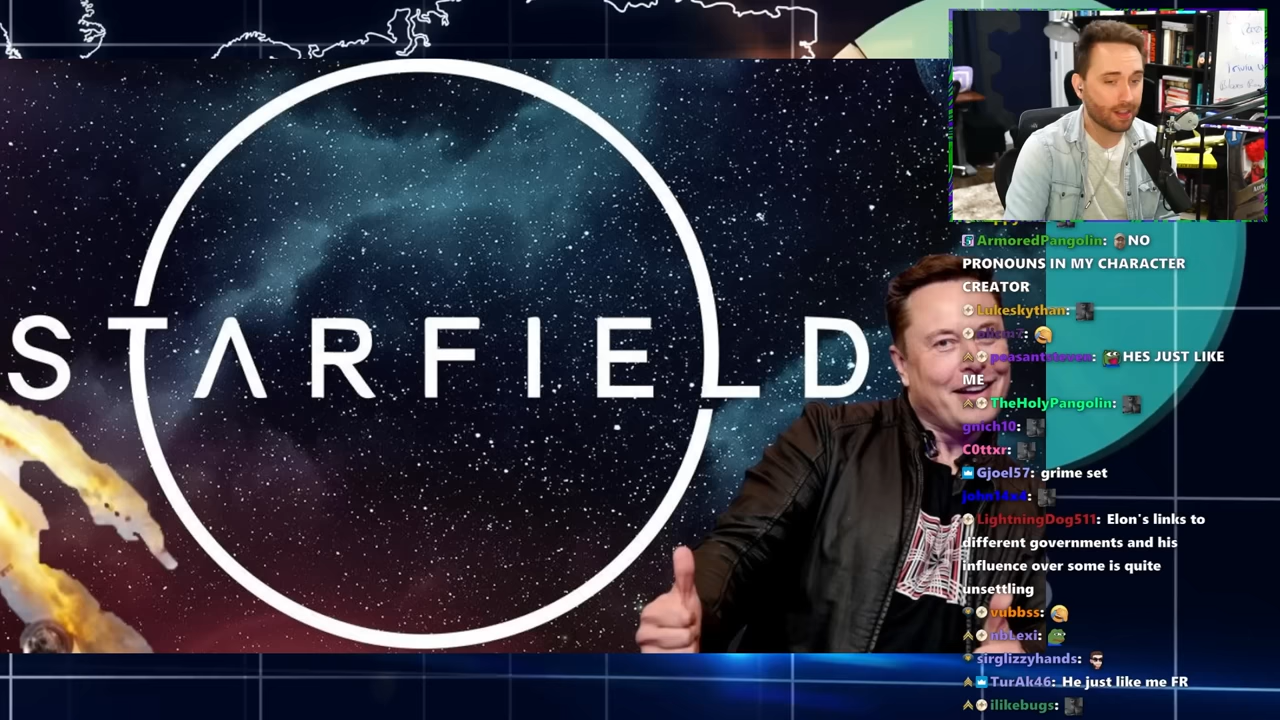 STARFIELD
ArmoredPangolin: NO
PRONOUNS IN MY CHARACTER
CREATOR
Lukeskythan:
peasantsteven: HES JUST LIKE
ME
TheHolyPangolin:
gnich10:
C0ttxr:
Gjoel57: grime set
LightningDog511: Elon's links to
different governments and his
influence over some is quite
unsettling
vubbss:
nbLexi:
sirglizzyhands:
TurAk46: He just like me FR
ilikebugs: